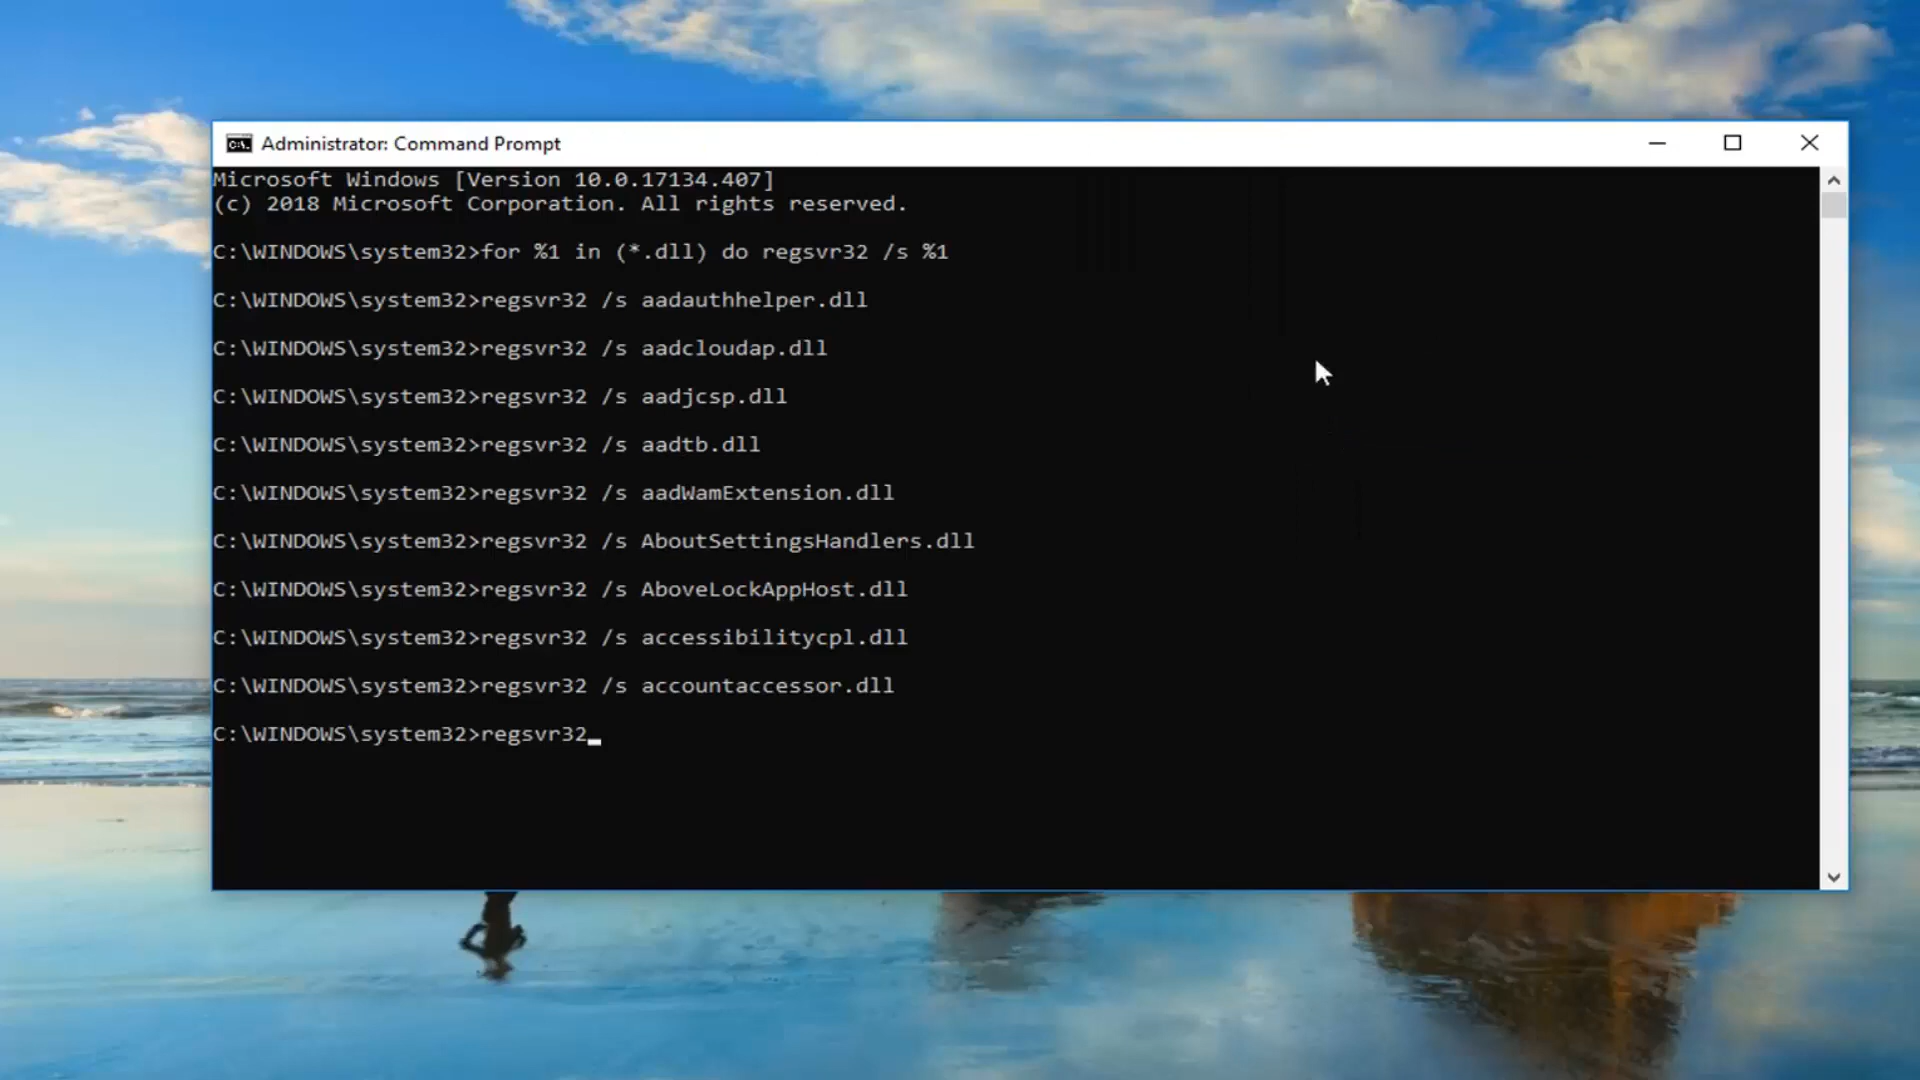 Administrator: Command Prompt
Microsoft Windows [Version 10.0.17134.407]
(c) 2018 Microsoft Corporation. All rights reserved.
C:\WINDOWS\system32>for %1 in (*.dll) do regsvr32 /s %1
C:\WINDOWS\system32>regsvr32 /s aadauthhelper.dll
C:\WINDOWS\system32>regsvr32 /s aadcloudap.dll
C:\WINDOWS\system32>regsvr32 /s aadjcsp.dll
C:\WINDOWS\system32>regsvr32 /s aadtb.dll
C:\WINDOWS\system32>regsvr32 /s aadWamExtension.dll
C:\WINDOWS\system32>regsvr32 /s AboutSettingsHandlers.dll
C:\WINDOWS\system32>regsvr32 /s AboveLockAppHost.dll
C:\WINDOWS\system32>regsvr32 /s accessibilitycpl.dll
C:\WINDOWS\system32>regsvr32 /s accountaccessor.dll
C:\WINDOWS\system32>regsvr32